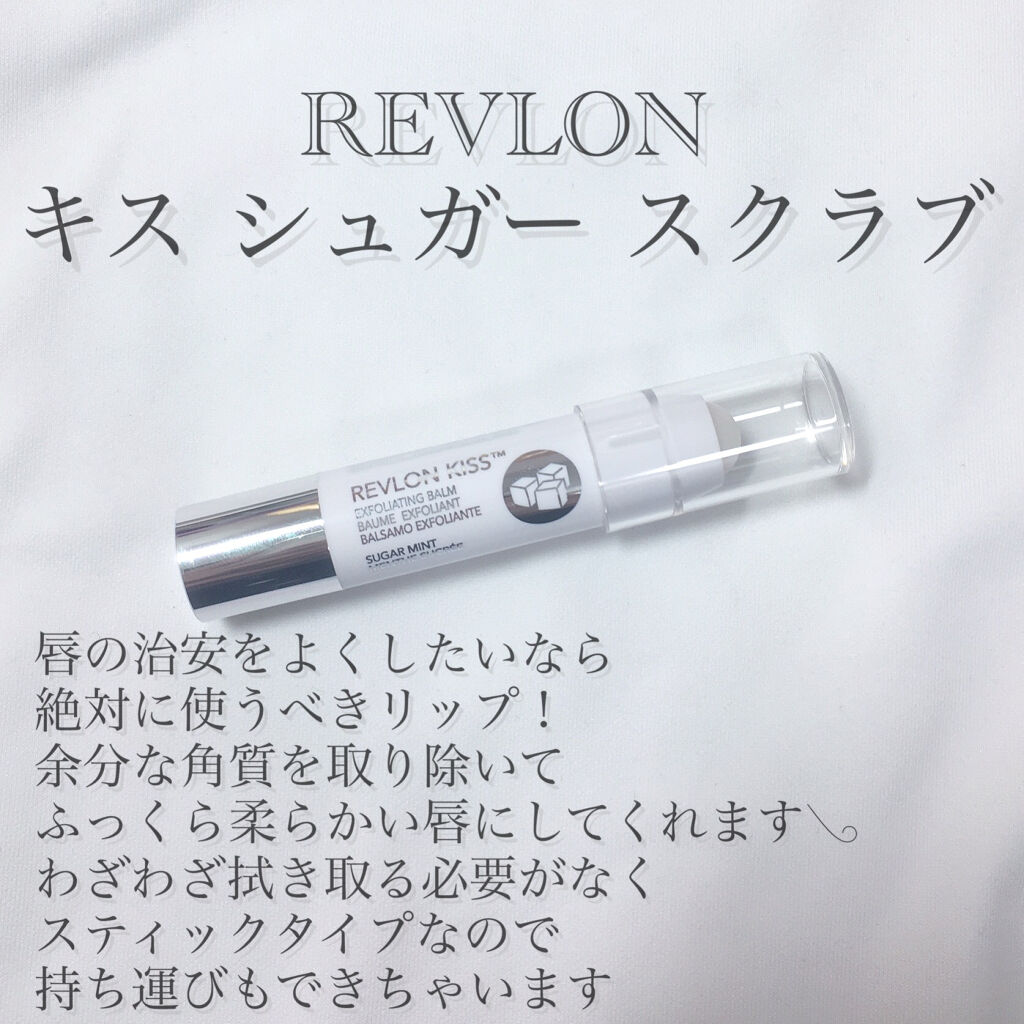 REVLON
キス シュガー スクラブ
REVLON KISS™
EXFOLIATING BALM
BAUME EXFOLIANT
BALSAMO EXFOLIANTE
SUGAR MINT
唇の治安をよくしたいなら
絶対に使うべきリップ！
余分な角質を取り除いて
ふっくら柔らかい唇にしてくれます
わざわざ拭き取る必要がなく
スティックタイプなので
持ち運びもできちゃいます